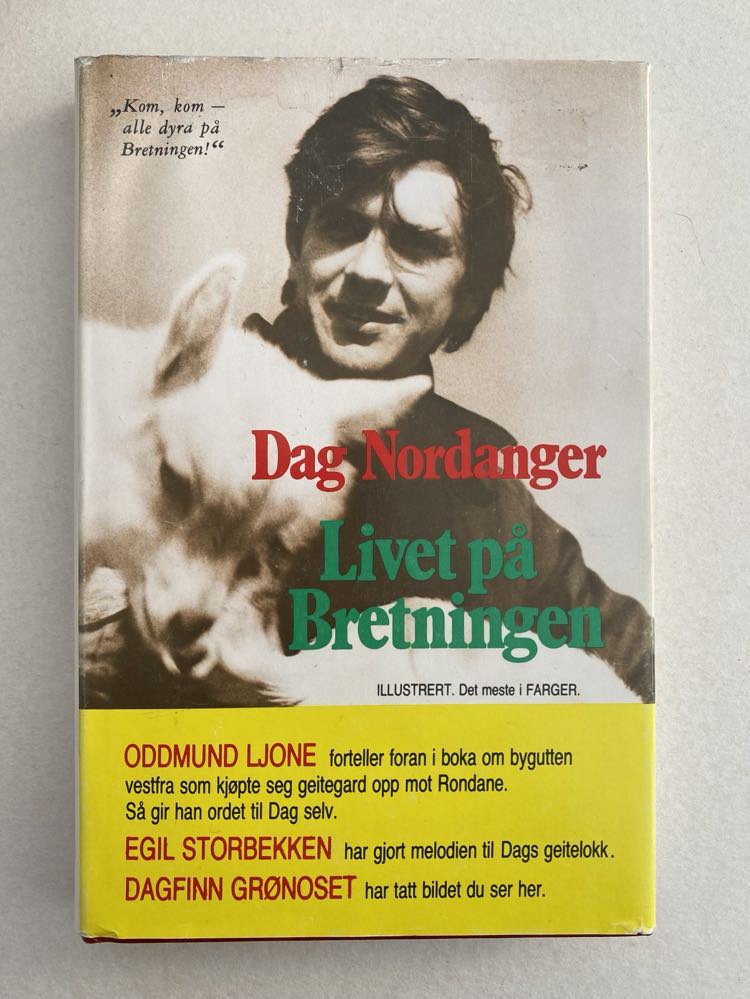 „Kom, kom –
alle dyra på
Bretningen!“
Dag Nordanger
Livet på
Bretningen
ILLUSTRERT. Det meste i FARGER.
ODDMUND LJONE forteller foran i boka om bygutten
vestfra som kjøpte seg geitegard opp mot Rondane.
Så gir han ordet til Dag selv.
EGIL STORBEKKEN har gjort melodien til Dags geitelokk.
DAGFINN GRØNOSET har tatt bildet du ser her.